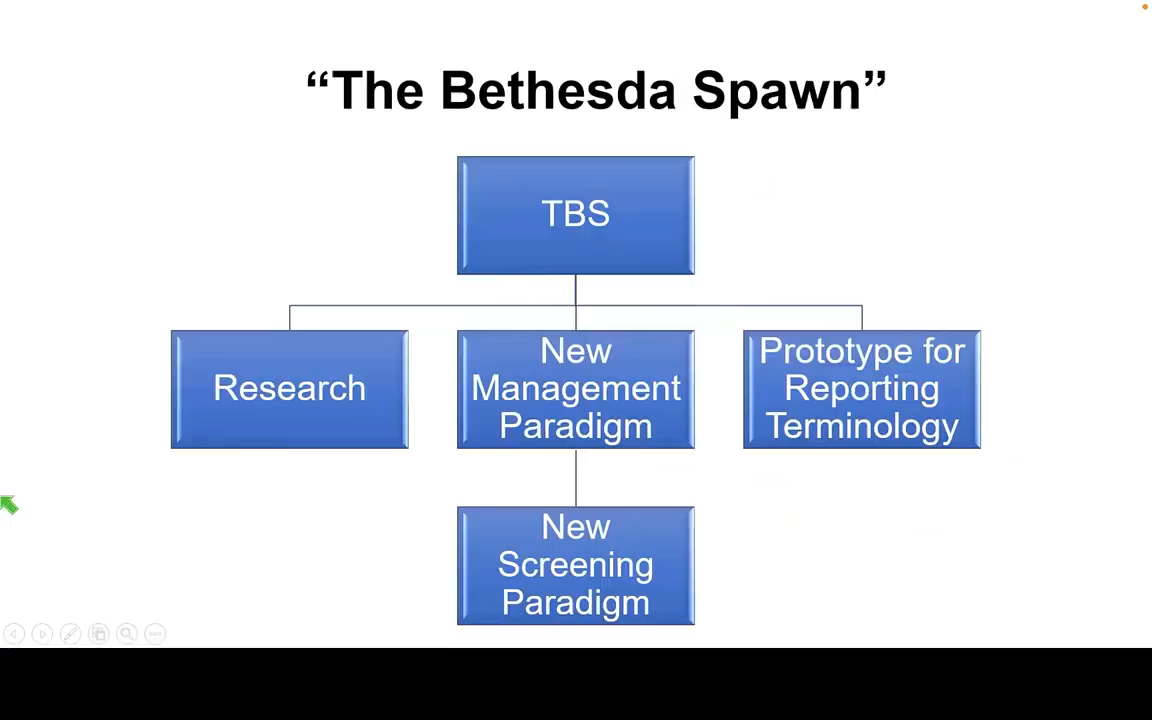 “The Bethesda Spawn”
TBS
Research
New
Management
Paradigm
Prototype for
Reporting
Terminology
New
Screening
Paradigm